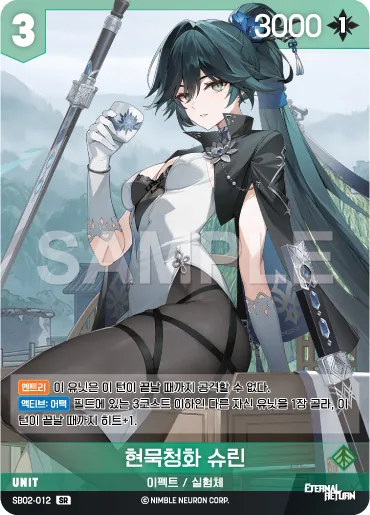 3
3000 1
SAMPLE
엔트리 이 유닛은 이 턴이 끝날 때까지 공격할 수 없다.
액티브: 어택 필드에 있는 3코스트 이하인 다른 자신 유닛을 1장 골라, 이
턴이 끝날 때까지 히트+1.
현묵청화 슈린
UNIT 이펙트 / 실험체
SB02-012 SR © NIMBLE NEURON CORP. ETERNAL RETURN